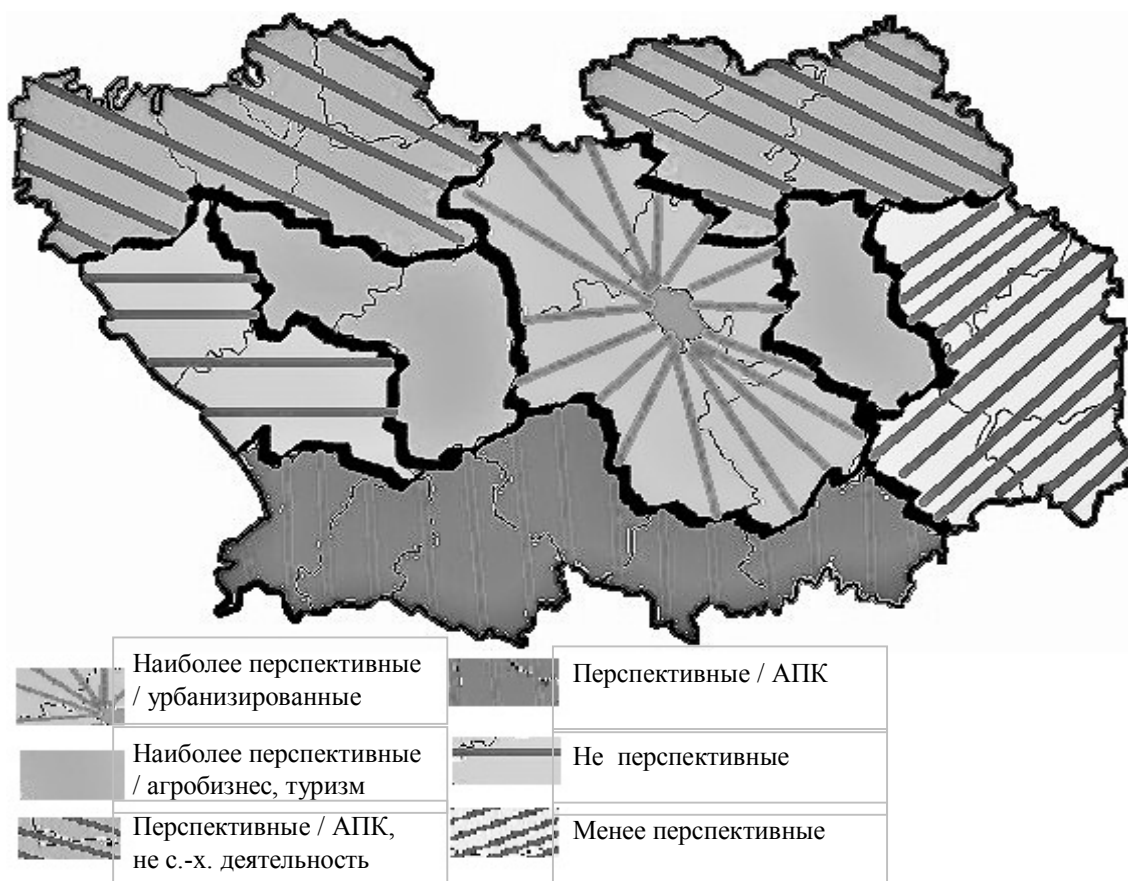 Наиболее перспективные
/ урбанизированные
Перспективные / АПК
Наиболее перспективные
/ агробизнес, туризм
Не перспективные
Перспективные / АПК,
не с.-х. деятельность
Менее перспективные